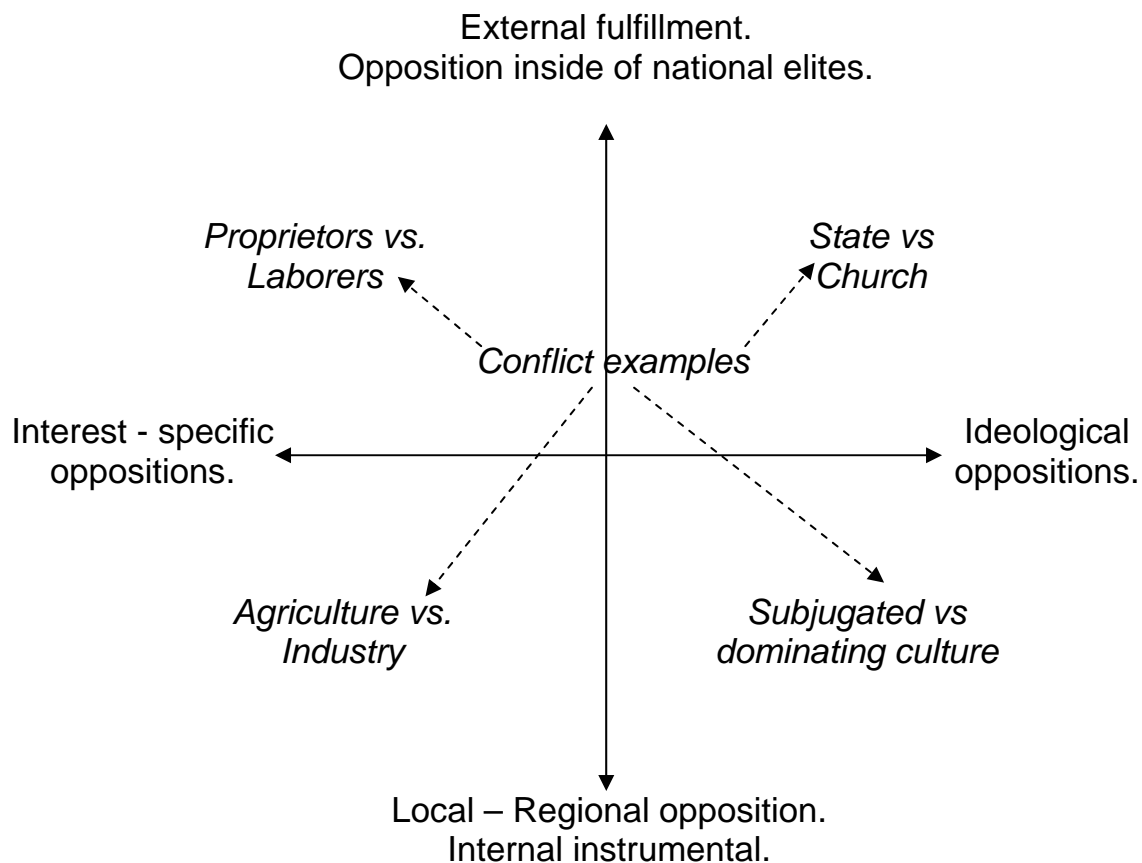 External fulfillment.
Opposition inside of national elites.
Proprietors vs.
Laborers
State vs
Church
Conflict examples
Interest - specific
oppositions.
Ideological
oppositions.
Agriculture vs.
Industry
Subjugated vs
dominating culture
Local – Regional opposition.
Internal instrumental.